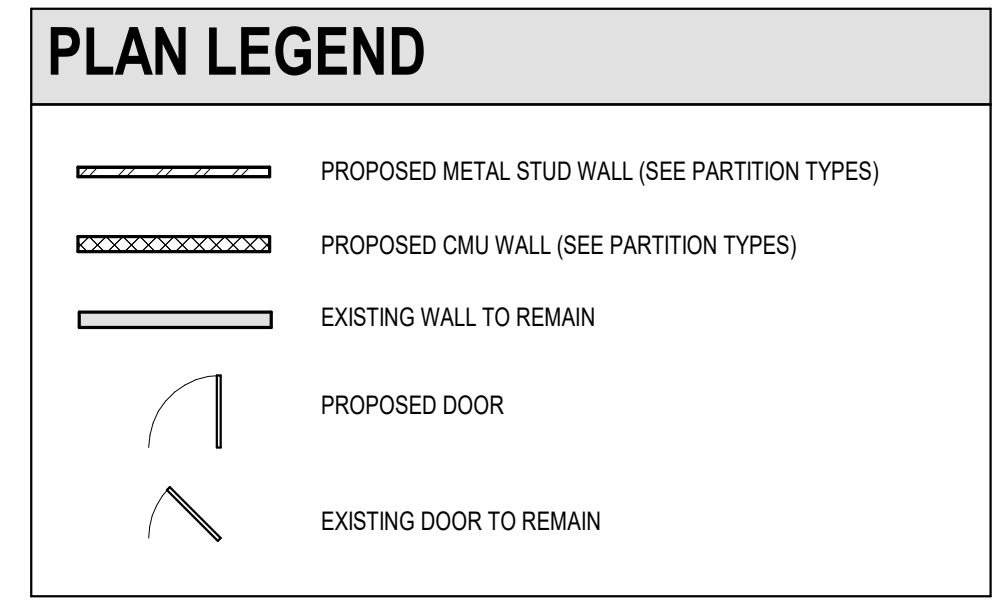 PLAN LEGEND
PROPOSED METAL STUD WALL (SEE PARTITION TYPES)
PROPOSED CMU WALL (SEE PARTITION TYPES)
EXISTING WALL TO REMAIN
PROPOSED DOOR
EXISTING DOOR TO REMAIN